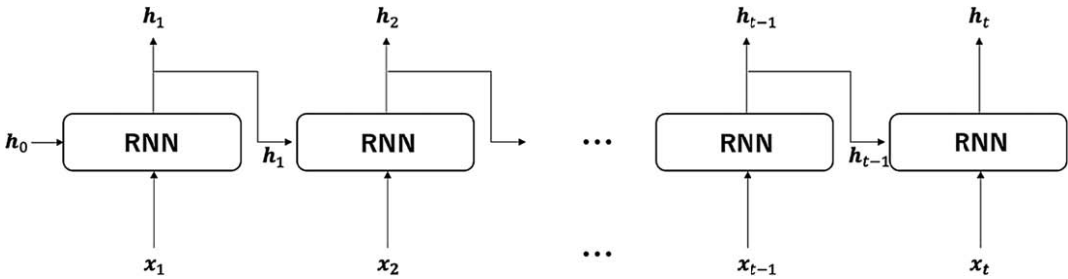 h₁ h₂ hₜ₋₁ hₜ
h₀ RNN h₁ RNN ... RNN hₜ₋₁ RNN
x₁ x₂ ... xₜ₋₁ xₜ